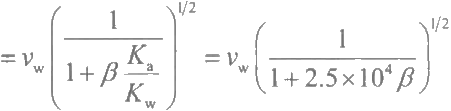 = v_w ( 1 / ( 1 + β K_a / K_w ) )^{1/2} = v_w ( 1 / ( 1 + 2.5×10^4 β ) )^{1/2}